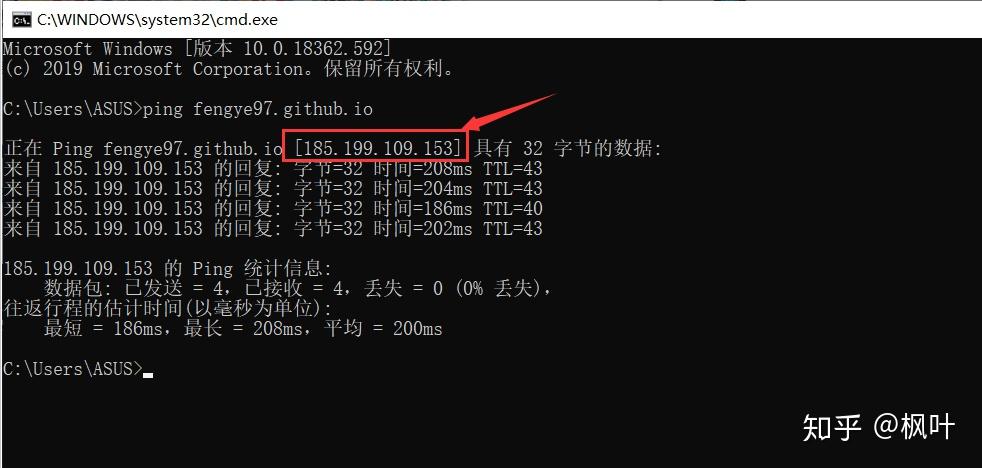 C:\WINDOWS\system32\cmd.exe
Microsoft Windows [版本 10.0.18362.592]
(c) 2019 Microsoft Corporation。保留所有权利。
C:\Users\ASUS>ping fengye97.github.io
正在 Ping fengye97.github.io [185.199.109.153] 具有 32 字节的数据:
来自 185.199.109.153 的回复: 字节=32 时间=208ms TTL=43
来自 185.199.109.153 的回复: 字节=32 时间=204ms TTL=43
来自 185.199.109.153 的回复: 字节=32 时间=186ms TTL=40
来自 185.199.109.153 的回复: 字节=32 时间=202ms TTL=43
185.199.109.153 的 Ping 统计信息:
数据包: 已发送 = 4，已接收 = 4，丢失 = 0 (0% 丢失)，
往返行程的估计时间(以毫秒为单位):
最短 = 186ms，最长 = 208ms，平均 = 200ms
C:\Users\ASUS>
知乎 @枫叶